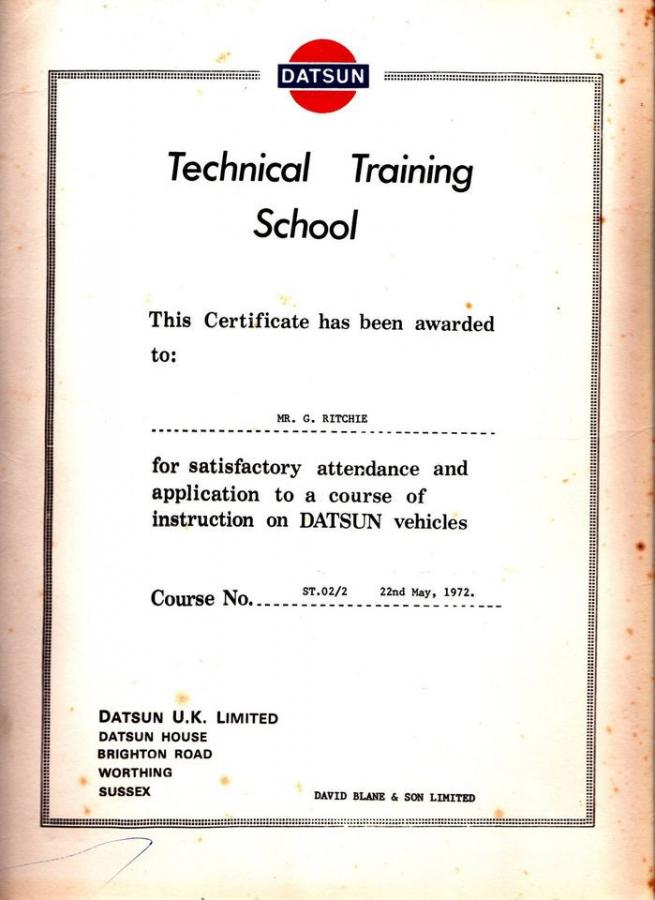 DATSUN
Technical Training
School
This Certificate has been awarded
to:
MR. G. RITCHIE
for satisfactory attendance and
application to a course of
instruction on DATSUN vehicles
Course No. ST.02/2 22nd May, 1972.
DATSUN U.K. LIMITED
DATSUN HOUSE
BRIGHTON ROAD
WORTHING
SUSSEX
DAVID BLANE & SON LIMITED